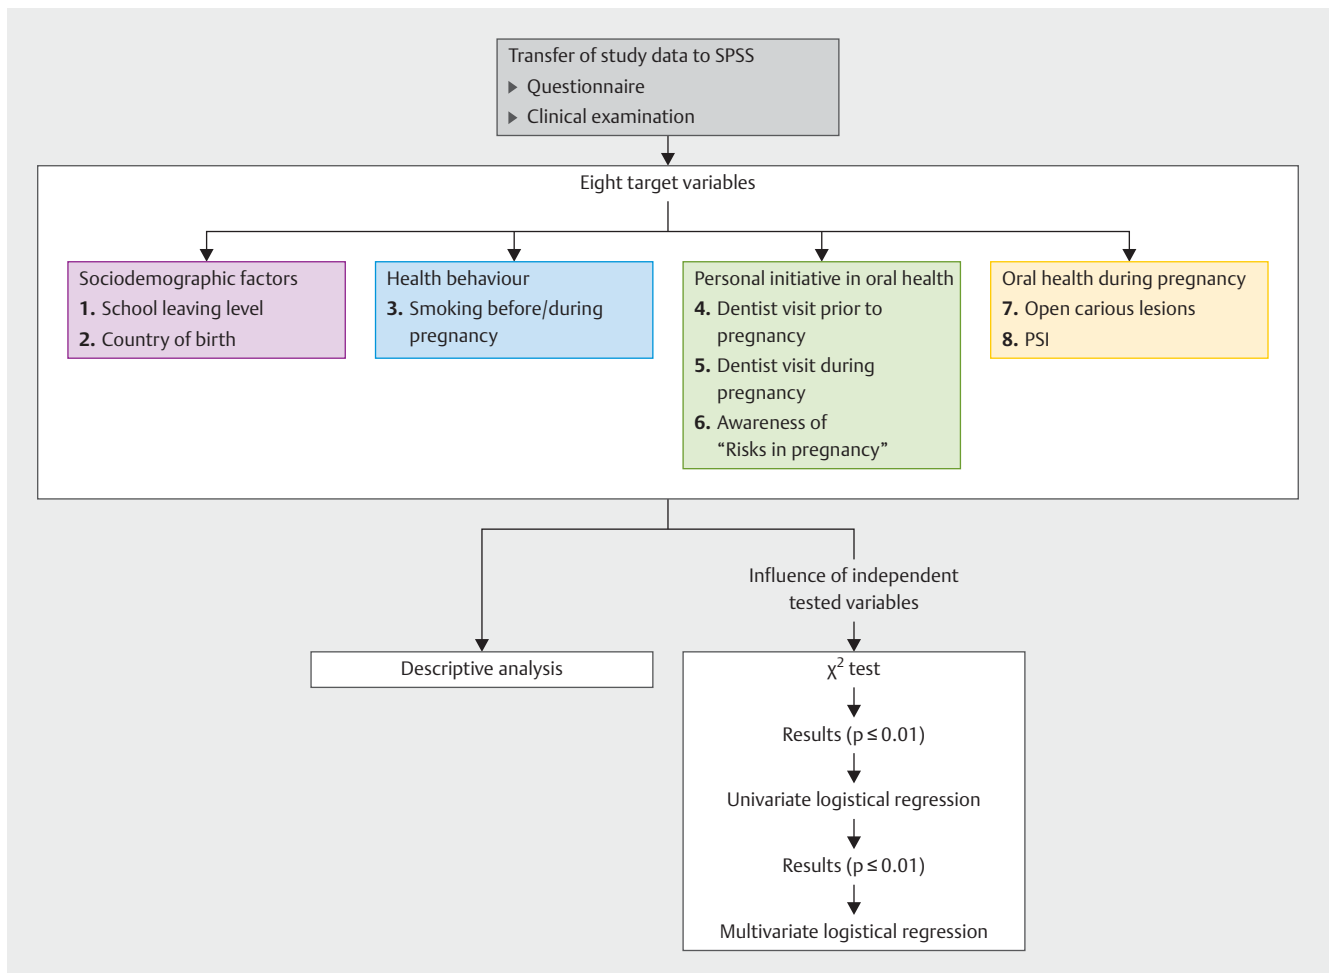 Transfer of study data to SPSS
Questionnaire
Clinical examination
Eight target variables
Sociodemographic factors
1. School leaving level
2. Country of birth
Health behaviour
3. Smoking before/during
pregnancy
Personal initiative in oral health
4. Dentist visit prior to
pregnancy
5. Dentist visit during
pregnancy
6. Awareness of
“Risks in pregnancy”
Oral health during pregnancy
7. Open carious lesions
8. PSI
Influence of independent
tested variables
Descriptive analysis
χ² test
Results (p ≤ 0.01)
Univariate logistical regression
Results (p ≤ 0.01)
Multivariate logistical regression